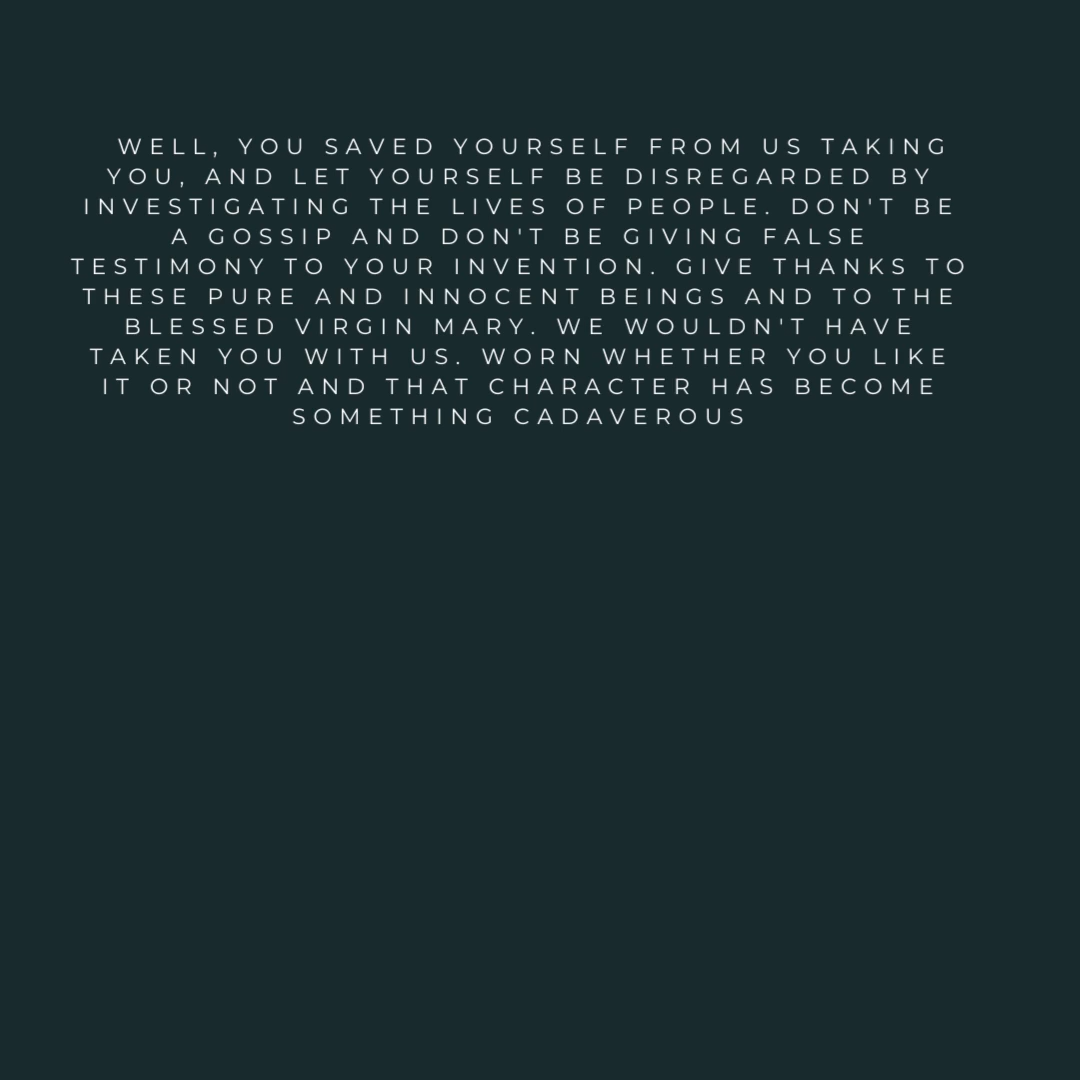 WELL, YOU SAVED YOURSELF FROM US TAKING
YOU, AND LET YOURSELF BE DISREGARDED BY
INVESTIGATING THE LIVES OF PEOPLE. DON'T BE
A GOSSIP AND DON'T BE GIVING FALSE
TESTIMONY TO YOUR INVENTION. GIVE THANKS TO
THESE PURE AND INNOCENT BEINGS AND TO THE
BLESSED VIRGIN MARY. WE WOULDN'T HAVE
TAKEN YOU WITH US. WORN WHETHER YOU LIKE
IT OR NOT AND THAT CHARACTER HAS BECOME
SOMETHING CADAVEROUS